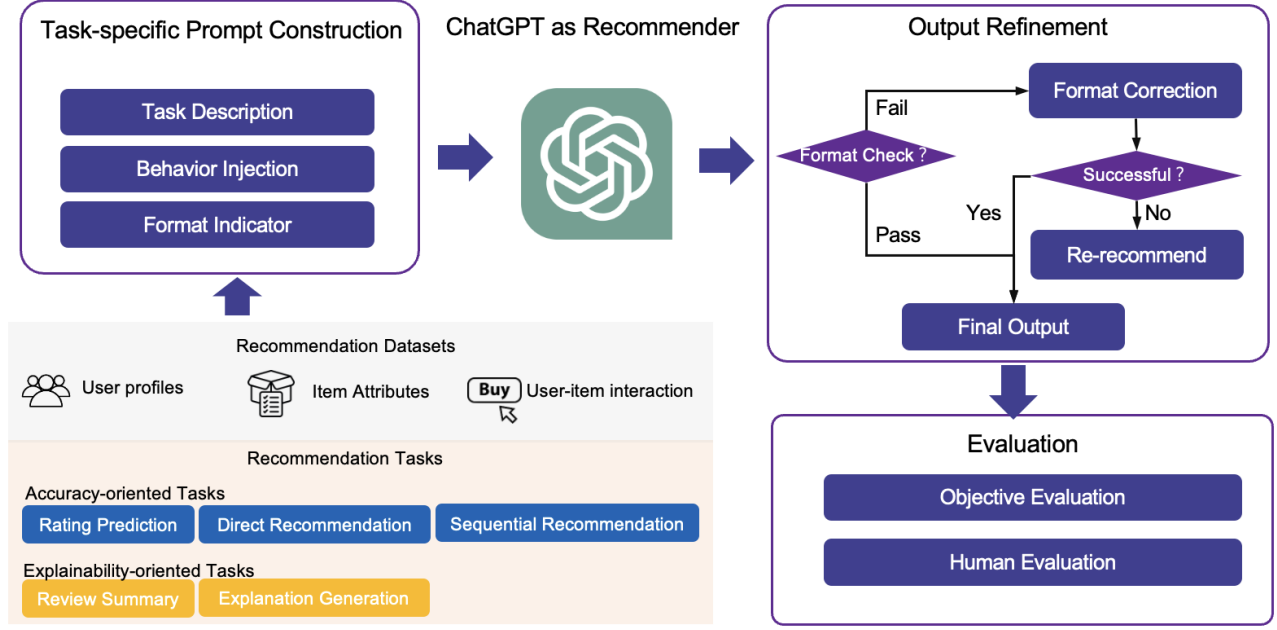 Task-specific Prompt Construction
Task Description
Behavior Injection
Format Indicator
ChatGPT as Recommender
Output Refinement
Format Check ?
Fail
Pass
Format Correction
Successful ?
Yes
No
Re-recommend
Final Output
Recommendation Datasets
User profiles
Item Attributes
Buy
User-item interaction
Recommendation Tasks
Accuracy-oriented Tasks
Rating Prediction
Direct Recommendation
Sequential Recommendation
Explainability-oriented Tasks
Review Summary
Explanation Generation
Evaluation
Objective Evaluation
Human Evaluation